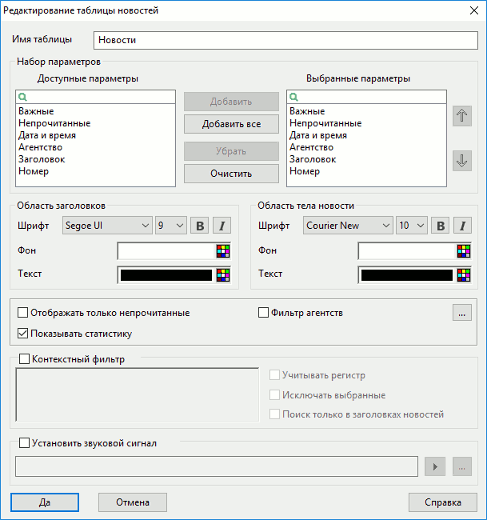 Редактирование таблицы новостей
Имя таблицы Новости
Набор параметров
Доступные параметры Выбранные параметры
Добавить
Важные Важные
Непрочитанные Добавить все Непрочитанные
Дата и время Дата и время
Агентство Убрать Агентство
Заголовок Заголовок
Номер Очистить Номер
Область заголовков Область тела новости
Шрифт Segoe UI 9 B I Шрифт Courier New 10 B I
Фон Фон
Текст Текст
Отображать только непрочитанные Фильтр агентств ...
Показывать статистику
Контекстный фильтр
Учитывать регистр
Исключать выбранные
Поиск только в заголовках новостей
Установить звуковой сигнал
...
Да Отмена Справка